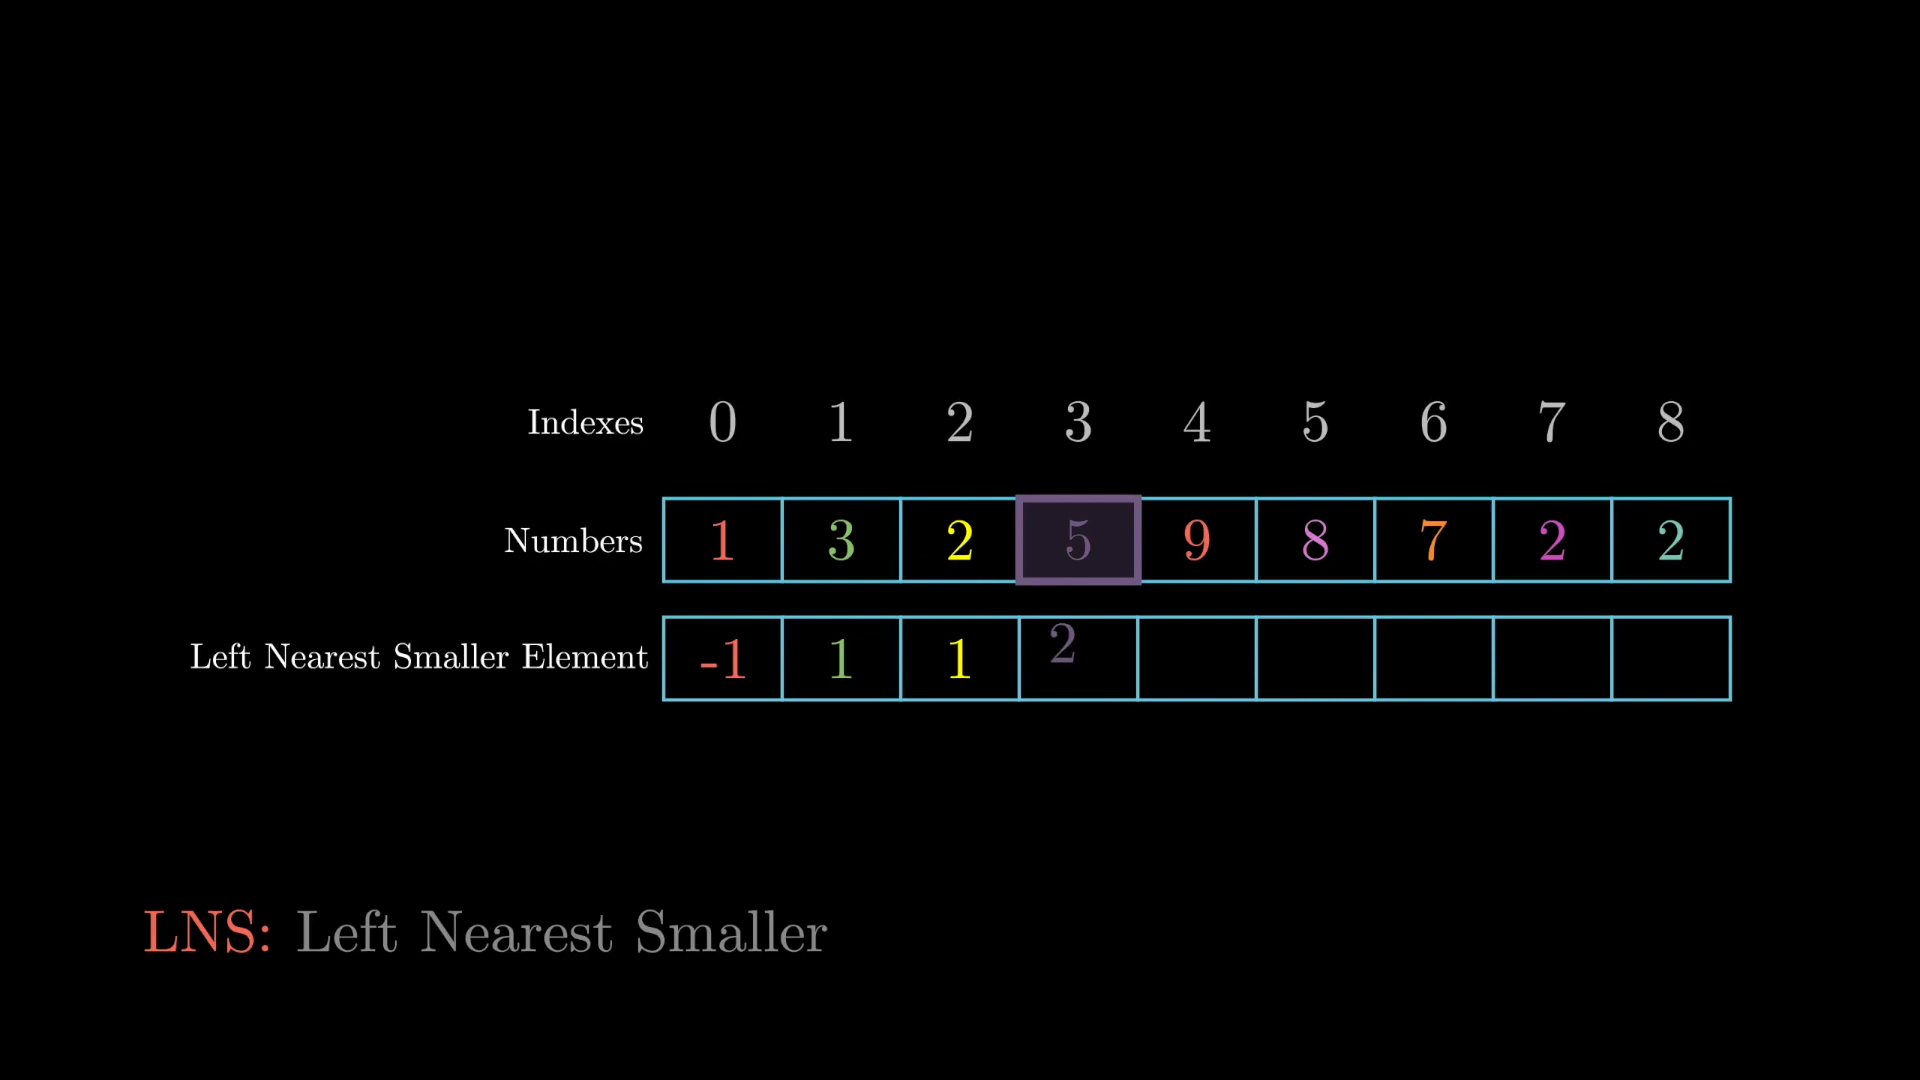 Indexes 0 1 2 3 4 5 6 7 8
Numbers 1 3 2 5 9 8 7 2 2
Left Nearest Smaller Element -1 1 1 2
LNS: Left Nearest Smaller